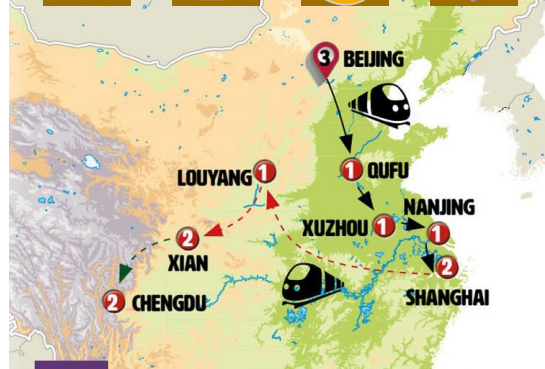 3 BEIJING
1 QUFU
LOUYANG 1
NANJING
XUZHOU 1
1
2 XIAN
2
SHANGHAI
2 CHENGDU